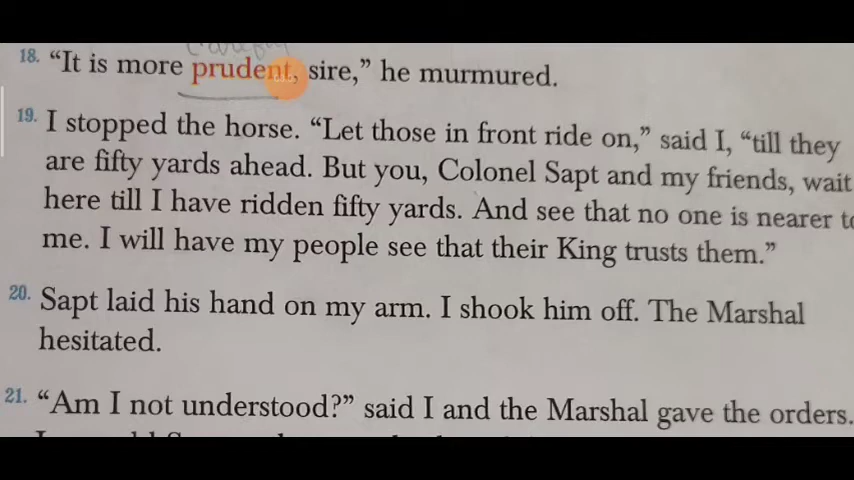 18. “It is more prudent, sire,” he murmured.
19. I stopped the horse. “Let those in front ride on,” said I, “till they
are fifty yards ahead. But you, Colonel Sapt and my friends, wait
here till I have ridden fifty yards. And see that no one is nearer to
me. I will have my people see that their King trusts them.”
20. Sapt laid his hand on my arm. I shook him off. The Marshal
hesitated.
21. “Am I not understood?” said I and the Marshal gave the orders.